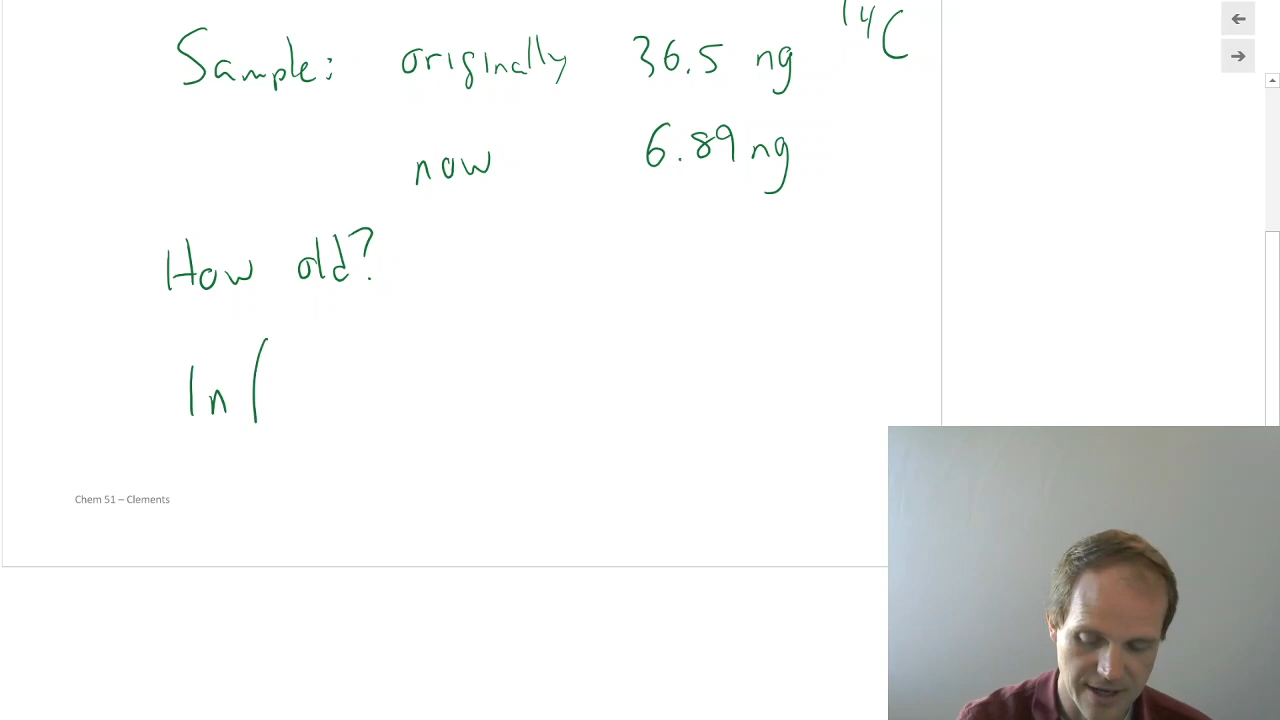 Sample: originally 36.5 ng ¹⁴C
now 6.89 ng
How old?
ln (
Chem 51 – Clements